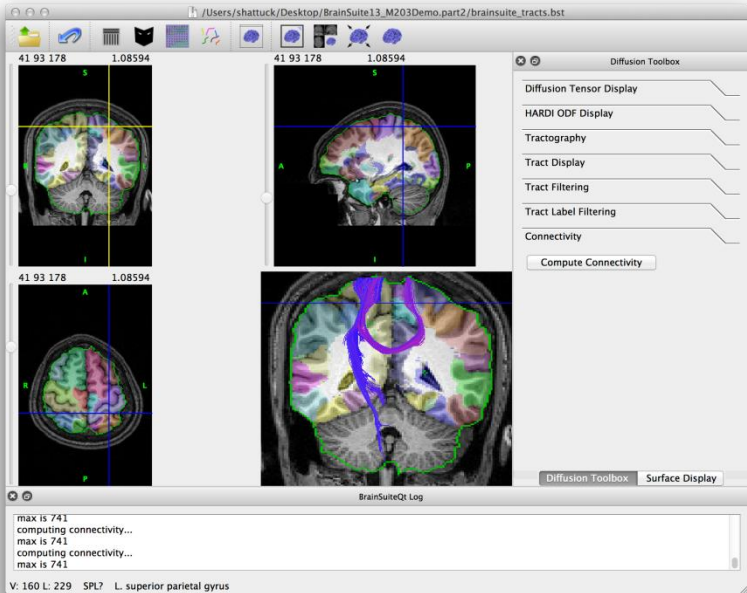 /Users/shattuck/Desktop/BrainSuite13_M203Demo.part2/brainsuite_tracts.bst
41 93 178 1.08594
S
R L
I
41 93 178 1.08594
S
A P
I
Diffusion Toolbox
Diffusion Tensor Display
HARDI ODF Display
Tractography
Tract Display
Tract Filtering
Tract Label Filtering
Connectivity
Compute Connectivity
41 93 178 1.08594
A
R L
P
Diffusion Toolbox Surface Display
BrainSuiteQt Log
max is 741
computing connectivity...
max is 741
computing connectivity...
max is 741
V: 160 L: 229 SPL? L. superior parietal gyrus